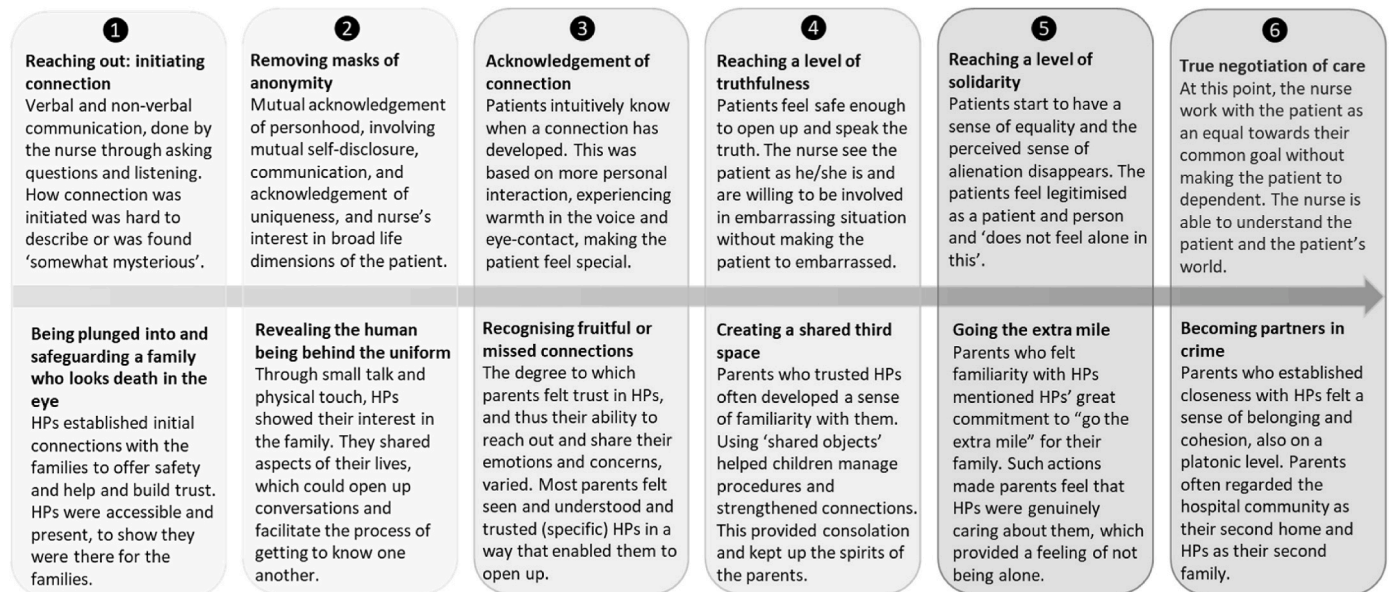 1
Reaching out: initiating
connection
Verbal and non-verbal
communication, done by
the nurse through asking
questions and listening.
How connection was
initiated was hard to
describe or was found
‘somewhat mysterious’.
2
Removing masks of
anonymity
Mutual acknowledgement
of personhood, involving
mutual self-disclosure,
communication, and
acknowledgement of
uniqueness, and nurse’s
interest in broad life
dimensions of the patient.
3
Acknowledgement of
connection
Patients intuitively know
when a connection has
developed. This was
based on more personal
interaction, experiencing
warmth in the voice and
eye-contact, making the
patient feel special.
4
Reaching a level of
truthfulness
Patients feel safe enough
to open up and speak the
truth. The nurse see the
patient as he/she is and
are willing to be involved
in embarrassing situation
without making the
patient to embarrassed.
5
Reaching a level of
solidarity
Patients start to have a
sense of equality and the
perceived sense of
alienation disappears. The
patients feel legitimised
as a patient and person
and ‘does not feel alone in
this’.
6
True negotiation of care
At this point, the nurse
work with the patient as
an equal towards their
common goal without
making the patient to
dependent. The nurse is
able to understand the
patient and the patient’s
world.
Being plunged into and
safeguarding a family
who looks death in the
eye
HPs established initial
connections with the
families to offer safety
and help and build trust.
HPs were accessible and
present, to show they
were there for the
families.
Revealing the human
being behind the uniform
Through small talk and
physical touch, HPs
showed their interest in
the family. They shared
aspects of their lives,
which could open up
conversations and
facilitate the process of
getting to know one
another.
Recognising fruitful or
missed connections
The degree to which
parents felt trust in HPs,
and thus their ability to
reach out and share their
emotions and concerns,
varied. Most parents felt
seen and understood and
trusted (specific) HPs in a
way that enabled them to
open up.
Creating a shared third
space
Parents who trusted HPs
often developed a sense
of familiarity with them.
Using ‘shared objects’
helped children manage
procedures and
strengthened connections.
This provided consolation
and kept up the spirits of
the parents.
Going the extra mile
Parents who felt
familiarity with HPs
mentioned HPs’ great
commitment to “go the
extra mile” for their
family. Such actions
made parents feel that
HPs were genuinely
caring about them, which
provided a feeling of not
being alone.
Becoming partners in
crime
Parents who established
closeness with HPs felt a
sense of belonging and
cohesion, also on a
platonic level. Parents
often regarded the
hospital community as
their second home and
HPs as their second
family.